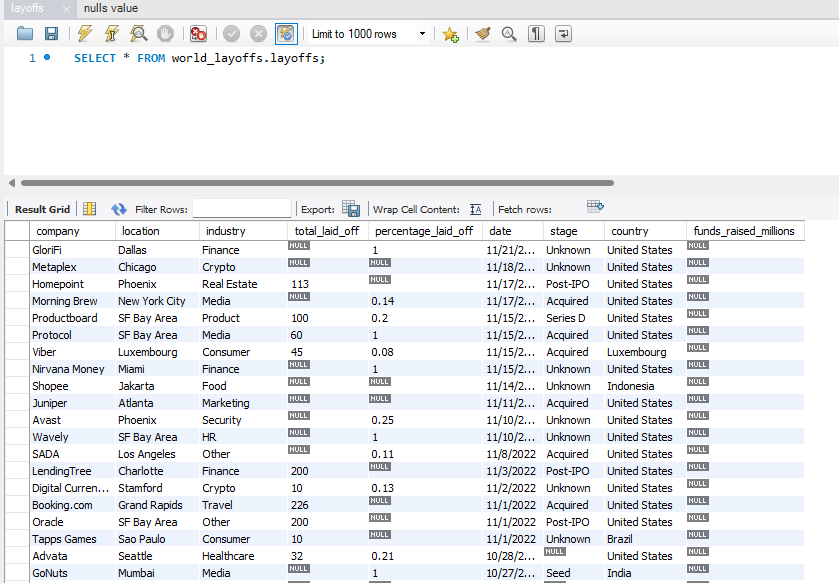 layoffs × nulls value
Limit to 1000 rows
1 SELECT * FROM world_layoffs.layoffs;
Result Grid Filter Rows: Export: Wrap Cell Content: IA Fetch rows:
company location industry total_laid_off percentage_laid_off date stage country funds_raised_millions
GloriFi Dallas Finance NULL 1 11/21/2... Unknown United States NULL
Metaplex Chicago Crypto NULL NULL 11/18/2... Unknown United States NULL
Homepoint Phoenix Real Estate 113 NULL 11/17/2... Post-IPO United States NULL
Morning Brew New York City Media NULL 0.14 11/17/2... Acquired United States NULL
Productboard SF Bay Area Product 100 0.2 11/15/2... Series D United States NULL
Protocol SF Bay Area Media 60 1 11/15/2... Acquired United States NULL
Viber Luxembourg Consumer 45 0.08 11/15/2... Acquired Luxembourg NULL
Nirvana Money Miami Finance NULL 1 11/15/2... Unknown United States NULL
Shopee Jakarta Food NULL NULL 11/14/2... Unknown Indonesia NULL
Juniper Atlanta Marketing NULL NULL 11/11/2... Acquired United States NULL
Avast Phoenix Security NULL 0.25 11/10/2... Unknown United States NULL
Wavely SF Bay Area HR NULL 1 11/10/2... Unknown United States NULL
SADA Los Angeles Other NULL 0.11 11/8/2022 Acquired United States NULL
LendingTree Charlotte Finance 200 NULL 11/3/2022 Post-IPO United States NULL
Digital Curren... Stamford Crypto 10 0.13 11/2/2022 Unknown United States NULL
Booking.com Grand Rapids Travel 226 NULL 11/1/2022 Acquired United States NULL
Oracle SF Bay Area Other 200 NULL 11/1/2022 Post-IPO United States NULL
Tapps Games Sao Paulo Consumer 10 NULL 11/1/2022 Unknown Brazil NULL
Advata Seattle Healthcare 32 0.21 10/28/2... NULL United States NULL
GoNuts Mumbai Media NULL 1 10/27/2... Seed India NULL